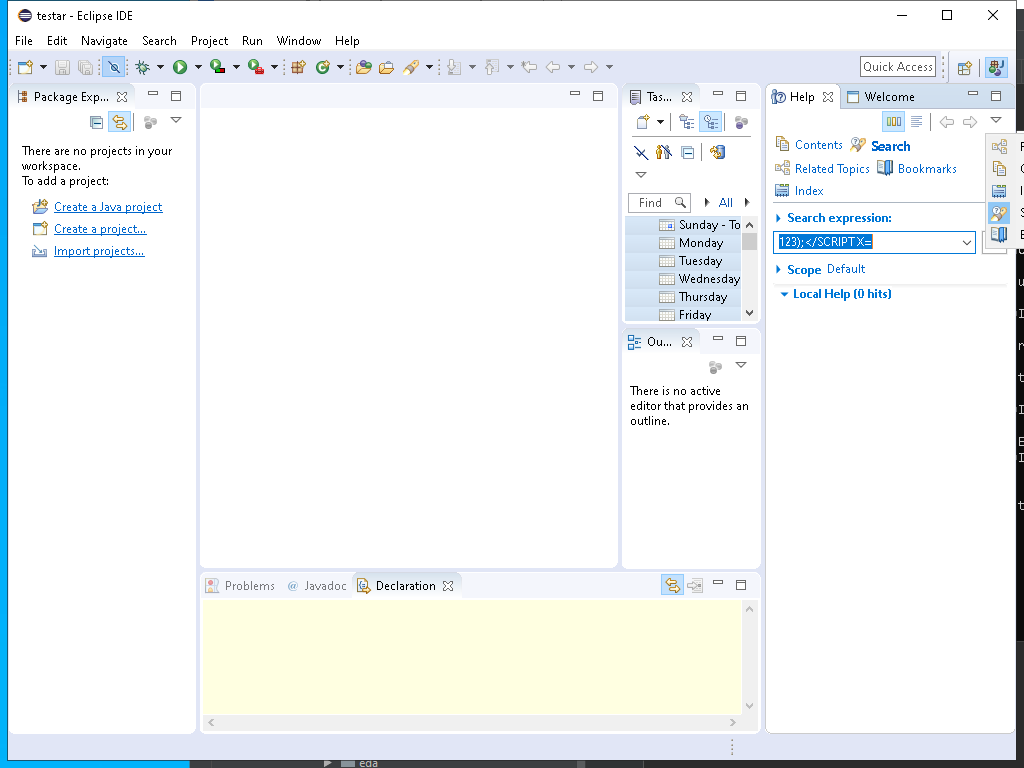 testar - Eclipse IDE
File Edit Navigate Search Project Run Window Help
Quick Access
Package Exp...
There are no projects in your
workspace.
To add a project:
Create a Java project
Create a project...
Import projects...
Tas...
Find
All
Sunday - To
Monday
Tuesday
Wednesday
Thursday
Friday
Ou...
There is no active
editor that provides an
outline.
Problems @ Javadoc Declaration
Help Welcome
Contents Search
Related Topics Bookmarks
Index
Search expression:
123);</SCRIPT X=
Scope Default
Local Help (0 hits)
eda